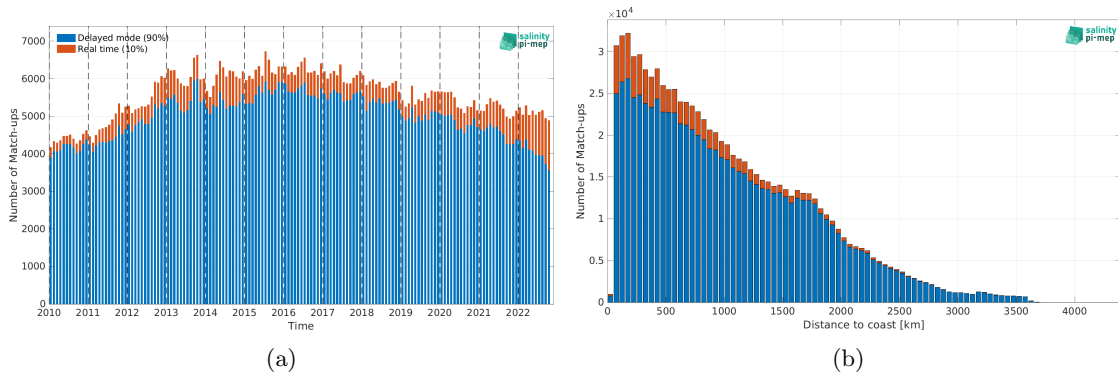 Delayed mode (90%)
Real time (10%)
salinity
pi-mep
Number of Match-ups
7000
6000
5000
4000
3000
2000
1000
0
2010 2011 2012 2013 2014 2015 2016 2017 2018 2019 2020 2021 2022
Time
(a)
×10⁴
salinity
pi-mep
Number of Match-ups
3
2.5
2
1.5
1
0.5
0
0 500 1000 1500 2000 2500 3000 3500 4000
Distance to coast [km]
(b)